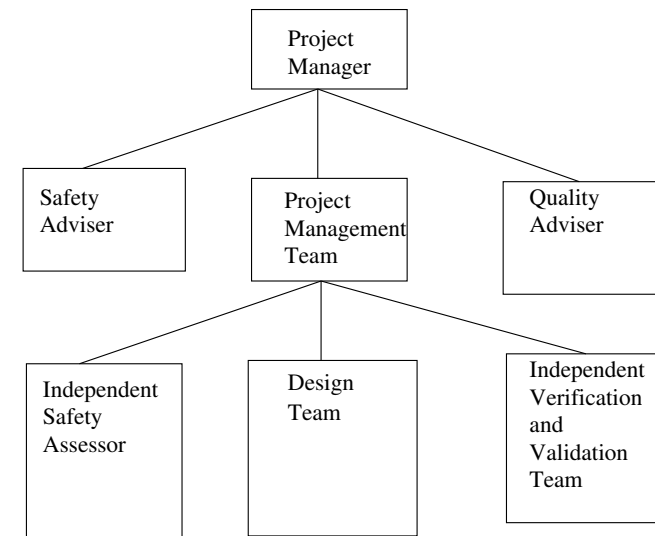 Project
Manager
Safety
Adviser
Project
Management
Team
Quality
Adviser
Independent
Safety
Assessor
Design
Team
Independent
Verification
and
Validation
Team